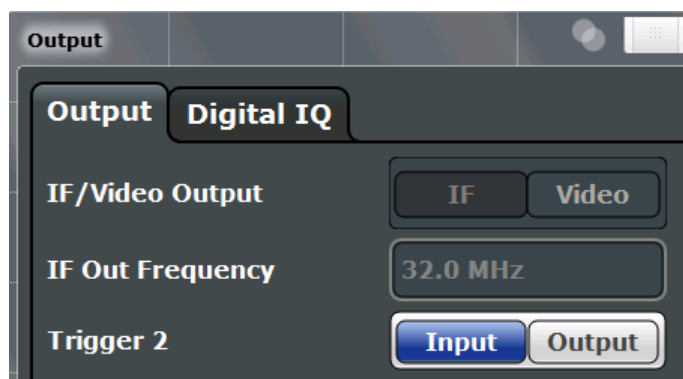 Output
Output Digital IQ
IF/Video Output IF Video
IF Out Frequency 32.0 MHz
Trigger 2 Input Output